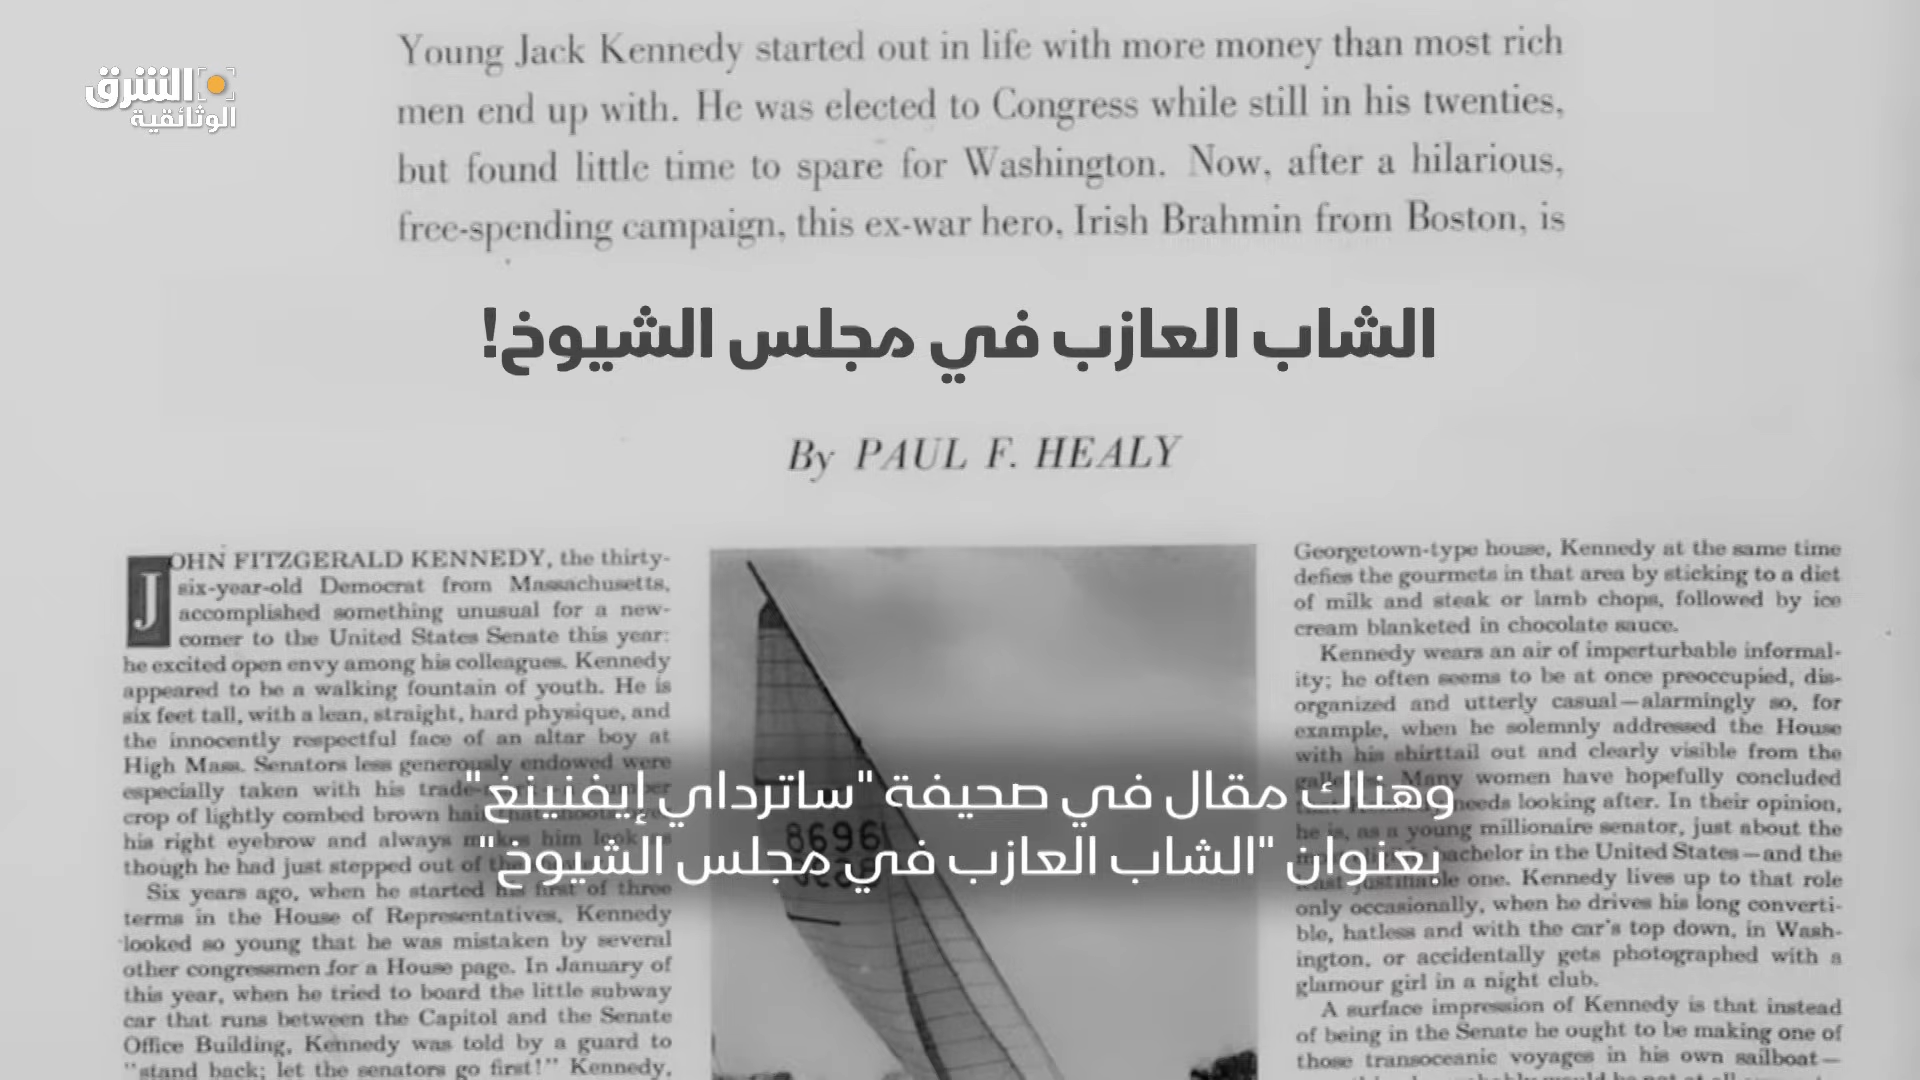 الشرق
الوثائقية
Young Jack Kennedy started out in life with more money than most rich
men end up with. He was elected to Congress while still in his twenties,
but found little time to spare for Washington. Now, after a hilarious,
free-spending campaign, this ex-war hero, Irish Brahmin from Boston, is
الشاب العازب في مجلس الشيوخ!
By PAUL F. HEALY
JOHN FITZGERALD KENNEDY, the thirty-
six-year-old Democrat from Massachusetts,
accomplished something unusual for a new-
comer to the United States Senate this year:
he excited open envy among his colleagues. Kennedy
appeared to be a walking fountain of youth. He is
six feet tall, with a lean, straight, hard physique, and
the innocently respectful face of an altar boy at
High Mass. Senators less generously endowed were
especially taken with his
crop of lightly combed brown
his right eyebrow and always makes him look as
though he had just stepped out of
Six years ago, when he started his first of three
terms in the House of Representatives, Kennedy
looked so young that he was mistaken by several
other congressmen for a House page. In January of
this year, when he tried to board the little subway
car that runs between the Capitol and the Senate
Office Building, Kennedy was told by a guard to
"stand back; let the senators go first!" Kennedy,
8696
Georgetown-type house, Kennedy at the same time
defies the gourmets in that area by sticking to a diet
of milk and steak or lamb chops, followed by ice
cream blanketed in chocolate sauce.
Kennedy wears an air of imperturbable informal-
ity; he often seems to be at once preoccupied, dis-
organized and utterly casual—alarmingly so, for
example, when he solemnly addressed the House
with his shirttail out and clearly visible from the
Many women have hopefully concluded
needs looking after. In their opinion,
he is, as a young millionaire senator, just about the
bachelor in the United States—and the
least justifiable one. Kennedy lives up to that role
only occasionally, when he drives his long converti-
ble, hatless and with the car's top down, in Wash-
ington, or accidentally gets photographed with a
glamour girl in a night club.
A surface impression of Kennedy is that instead
of being in the Senate he ought to be making one of
those transoceanic voyages in his own sailboat—
وهناك مقال في صحيفة "ساترداي إيفنينغ"
بعنوان "الشاب العازب في مجلس الشيوخ"